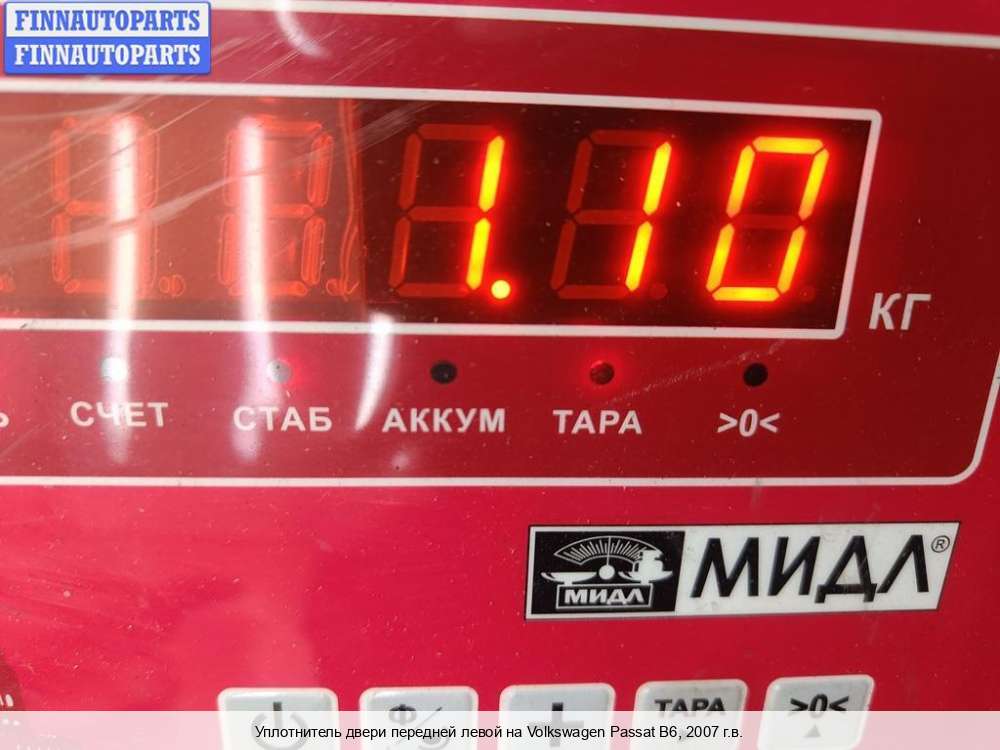 FINNAUTOPARTS
FINNAUTOPARTS
1.10
КГ
СЧЕТ СТАБ АККУМ ТАРА >0<
МИДЛ МИДЛ®
ТАРА >0<
Уплотнитель двери передней левой на Volkswagen Passat B6, 2007 г.в.